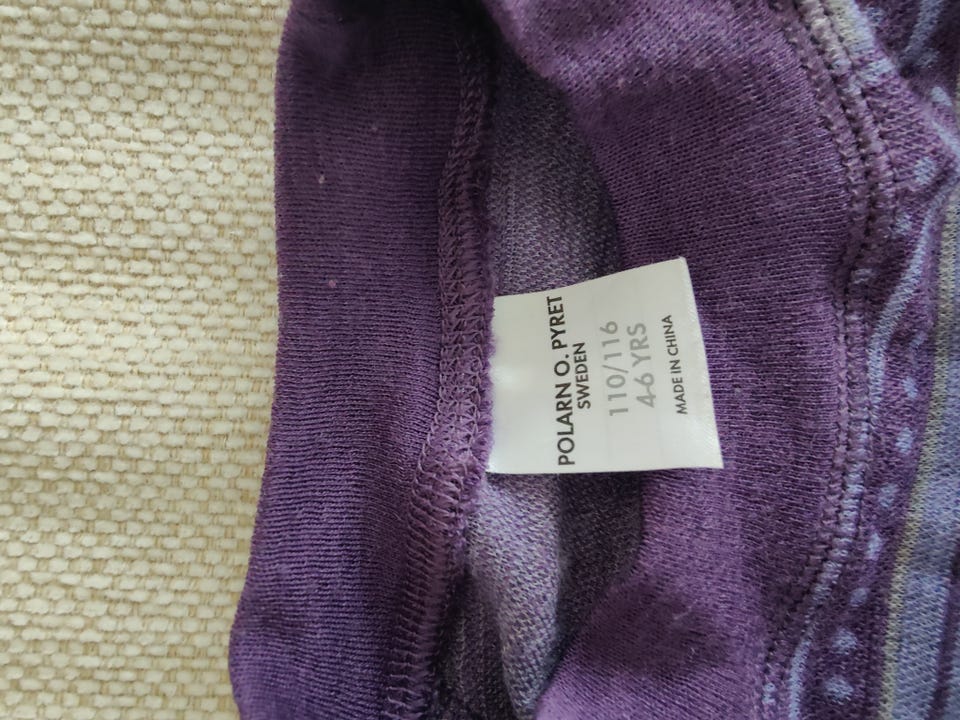 POLARN O. PYRET
SWEDEN
110/116
4-6 YRS
MADE IN CHINA